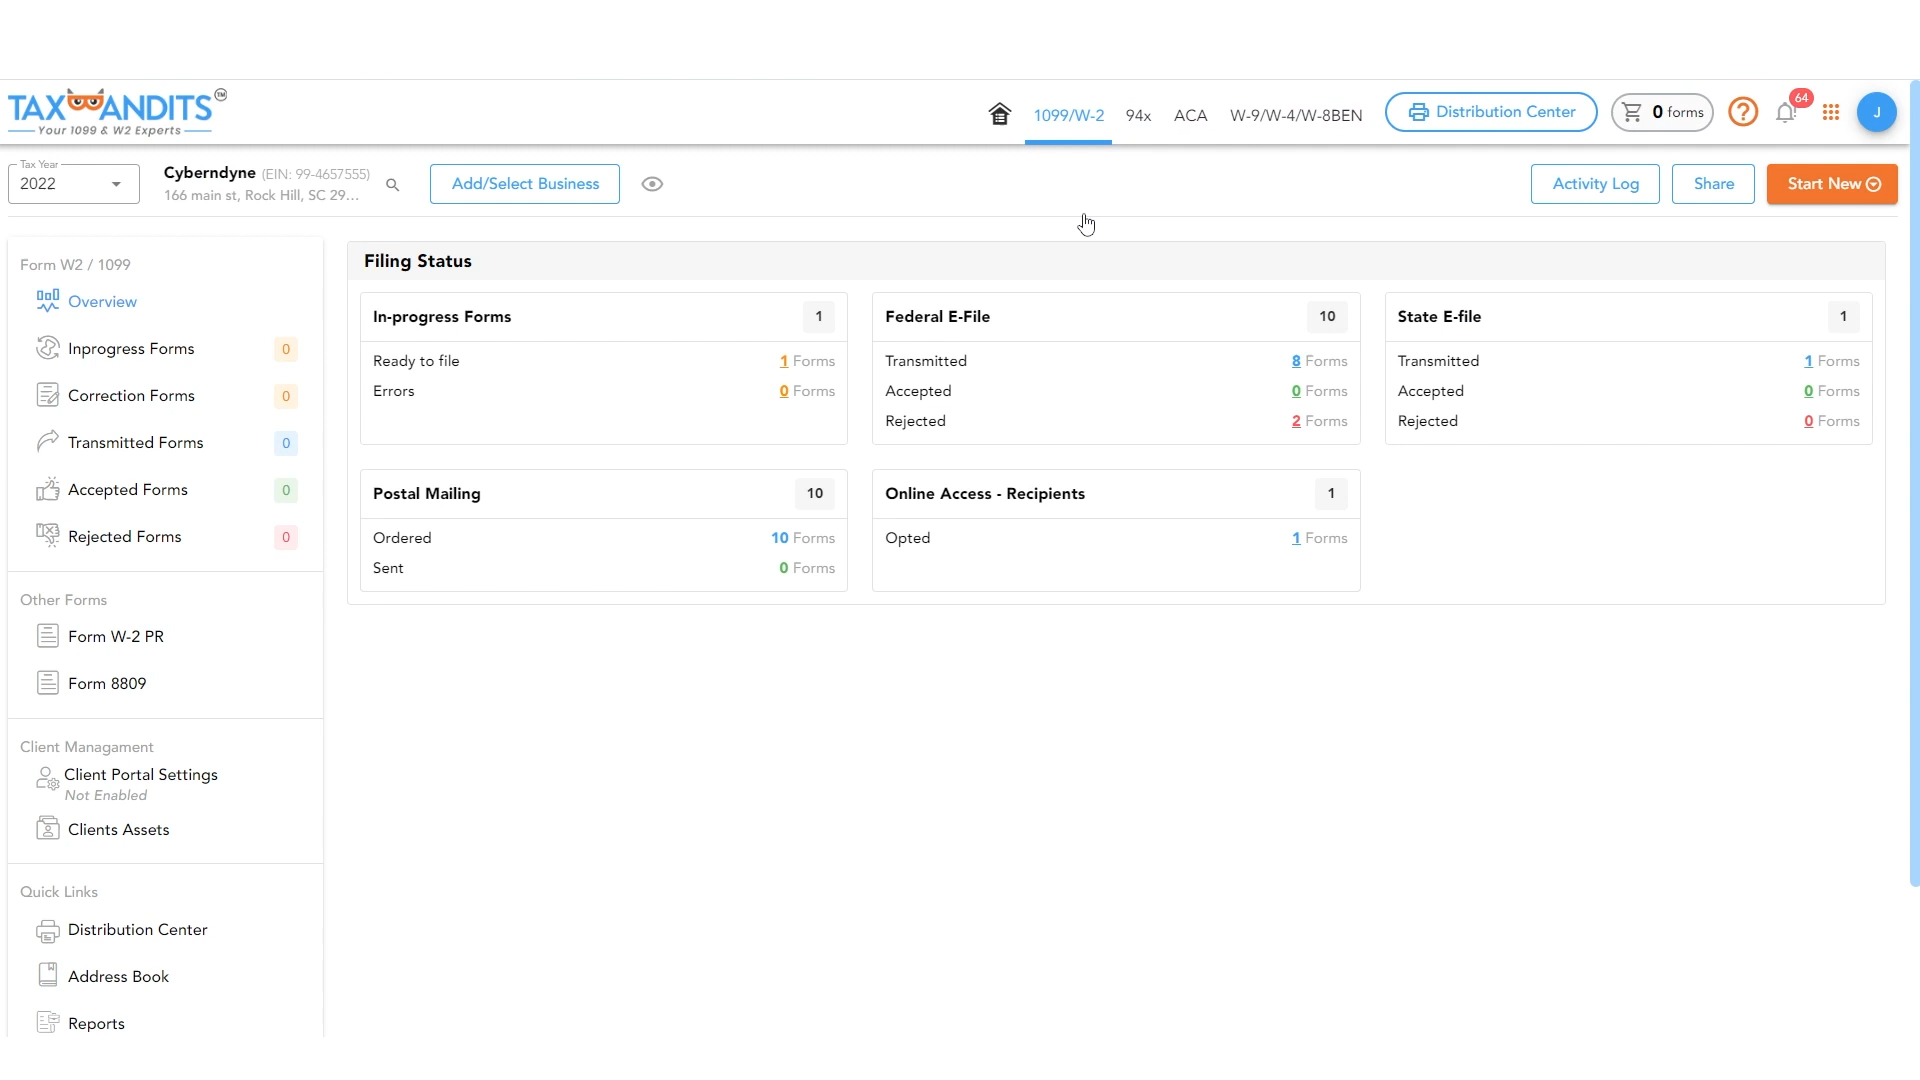 TAXBANDITS TM
Your 1099 & W2 Experts
1099/W-2 94x ACA W-9/W-4/W-8BEN Distribution Center 0 forms ? 64 J
Tax Year
2022
Cyberndyne (EIN: 99-4657555)
166 main st, Rock Hill, SC 29...
Add/Select Business
Activity Log Share Start New
Form W2 / 1099
Overview
Inprogress Forms 0
Correction Forms 0
Transmitted Forms 0
Accepted Forms 0
Rejected Forms 0
Other Forms
Form W-2 PR
Form 8809
Client Managament
Client Portal Settings
Not Enabled
Clients Assets
Quick Links
Distribution Center
Address Book
Reports
Filing Status
In-progress Forms 1
Ready to file 1 Forms
Errors 0 Forms
Federal E-File 10
Transmitted 8 Forms
Accepted 0 Forms
Rejected 2 Forms
State E-file 1
Transmitted 1 Forms
Accepted 0 Forms
Rejected 0 Forms
Postal Mailing 10
Ordered 10 Forms
Sent 0 Forms
Online Access - Recipients 1
Opted 1 Forms